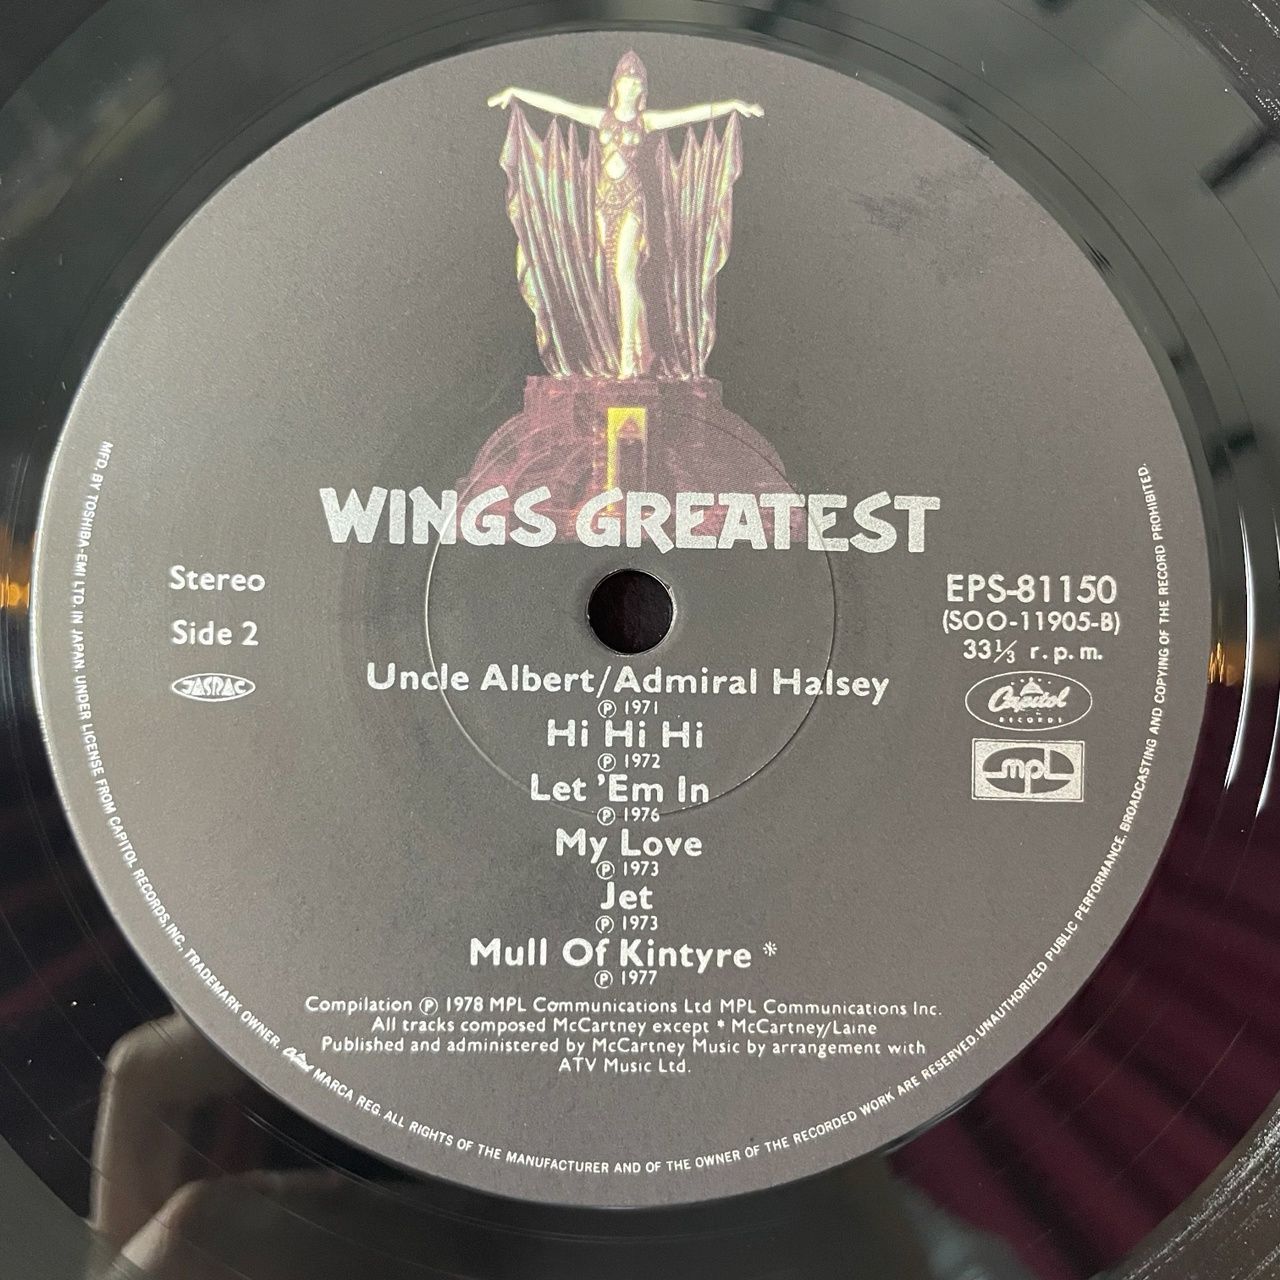 WINGS GREATEST
Stereo
Side 2
JASRAC
EPS-81150
(SOO-11905-B)
33⅓ r.p.m.
Capitol
RECORDS
mpl
Uncle Albert/Admiral Halsey
℗ 1971
Hi Hi Hi
℗ 1972
Let 'Em In
℗ 1976
My Love
℗ 1973
Jet
℗ 1973
Mull Of Kintyre *
℗ 1977
Compilation ℗ 1978 MPL Communications Ltd MPL Communications Inc.
All tracks composed McCartney except * McCartney/Laine
Published and administered by McCartney Music by arrangement with
ATV Music Ltd.
MFD. BY TOSHIBA-EMI LTD. IN JAPAN. UNDER LICENSE FROM CAPITOL RECORDS, INC., TRADEMARK OWNER. Capitol MARCA REG. ALL RIGHTS OF THE MANUFACTURER AND OF THE OWNER OF THE RECORDED WORK ARE RESERVED. UNAUTHORIZED PUBLIC PERFORMANCE, BROADCASTING AND COPYING OF THE RECORD PROHIBITED.